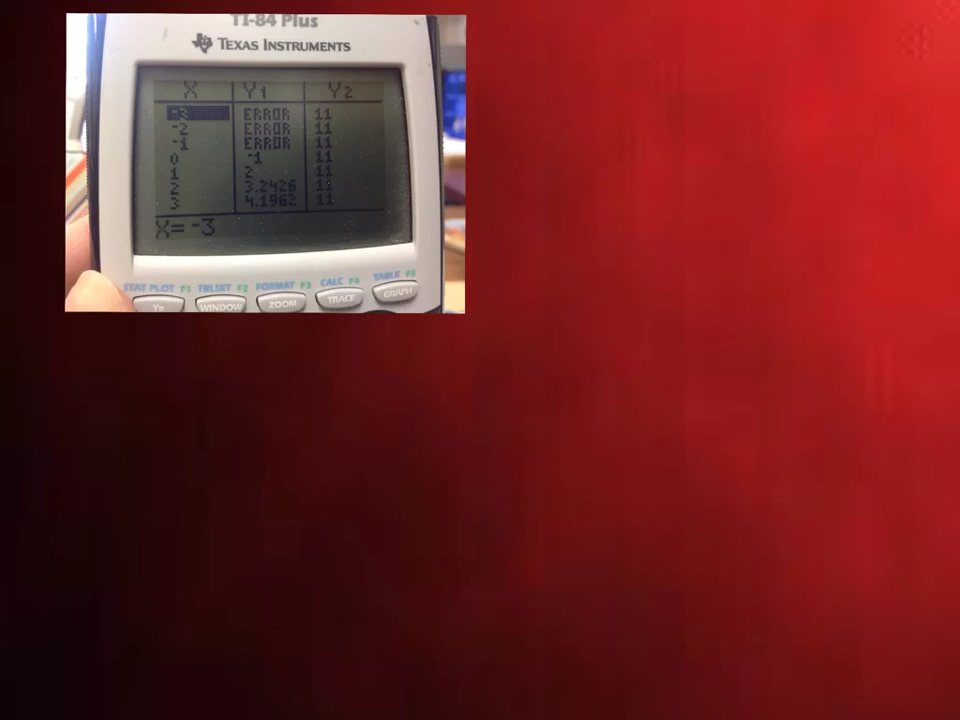 TI-84 Plus
TEXAS INSTRUMENTS
X Y1 Y2
-3 ERROR 11
-2 ERROR 11
-1 ERROR 11
0 -1 11
1 2 11
2 3.2426 11
3 4.1962 11
X= -3
STAT PLOT F1 TBLSET F2 FORMAT F3 CALC F4 TABLE F5
Y= WINDOW ZOOM TRACE GRAPH